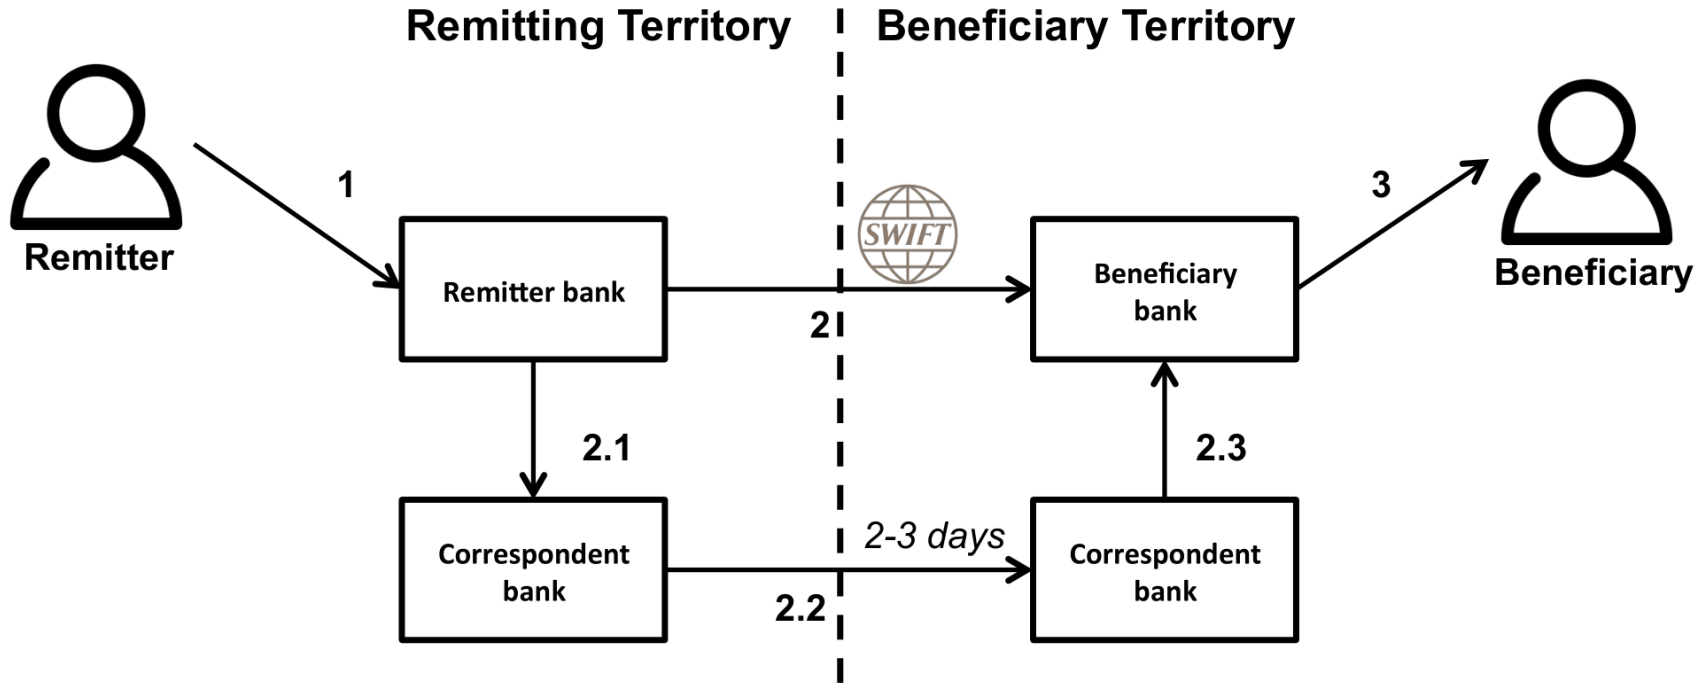 Remitting Territory
Beneficiary Territory
1
3
SWIFT
Remitter
Beneficiary
Remitter bank
Beneficiary
bank
2
2.1
2.3
2-3 days
Correspondent
bank
Correspondent
bank
2.2